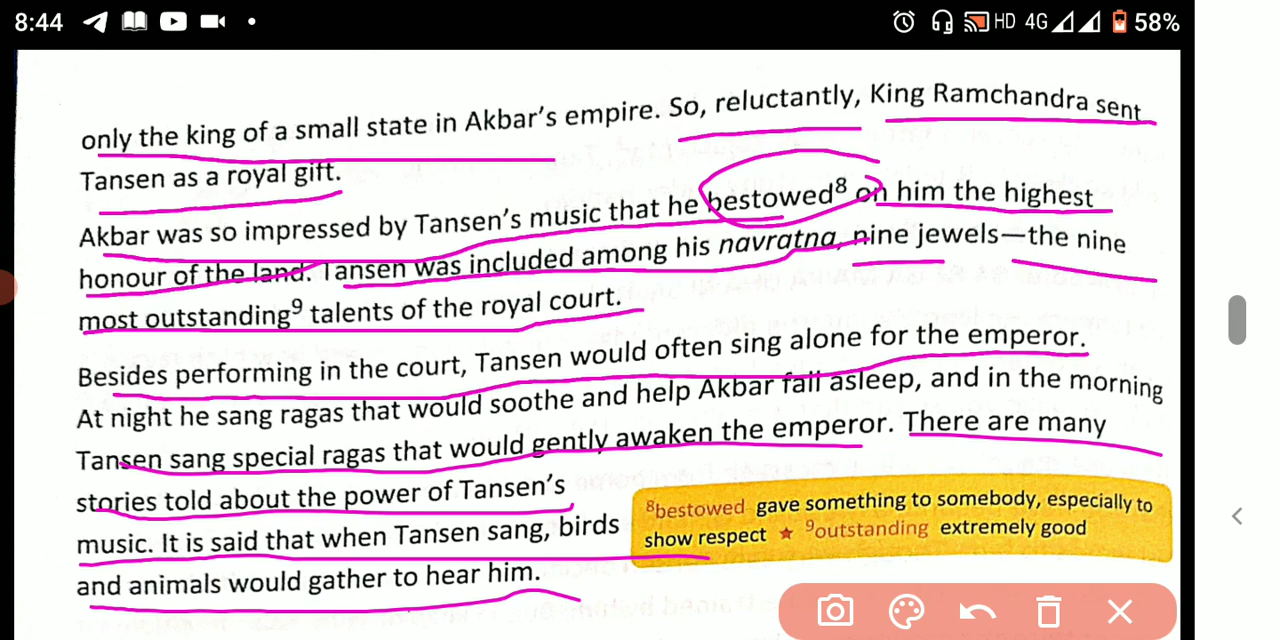 8:44 HD 4G 58%
only the king of a small state in Akbar's empire. So, reluctantly, King Ramchandra sent
Tansen as a royal gift.
Akbar was so impressed by Tansen's music that he bestowed⁸ on him the highest
honour of the land. Tansen was included among his navratna, nine jewels—the nine
most outstanding⁹ talents of the royal court.
Besides performing in the court, Tansen would often sing alone for the emperor.
At night he sang ragas that would soothe and help Akbar fall asleep, and in the morning
Tansen sang special ragas that would gently awaken the emperor. There are many
stories told about the power of Tansen's
music. It is said that when Tansen sang, birds
and animals would gather to hear him.
⁸bestowed gave something to somebody, especially to
show respect ★ ⁹outstanding extremely good